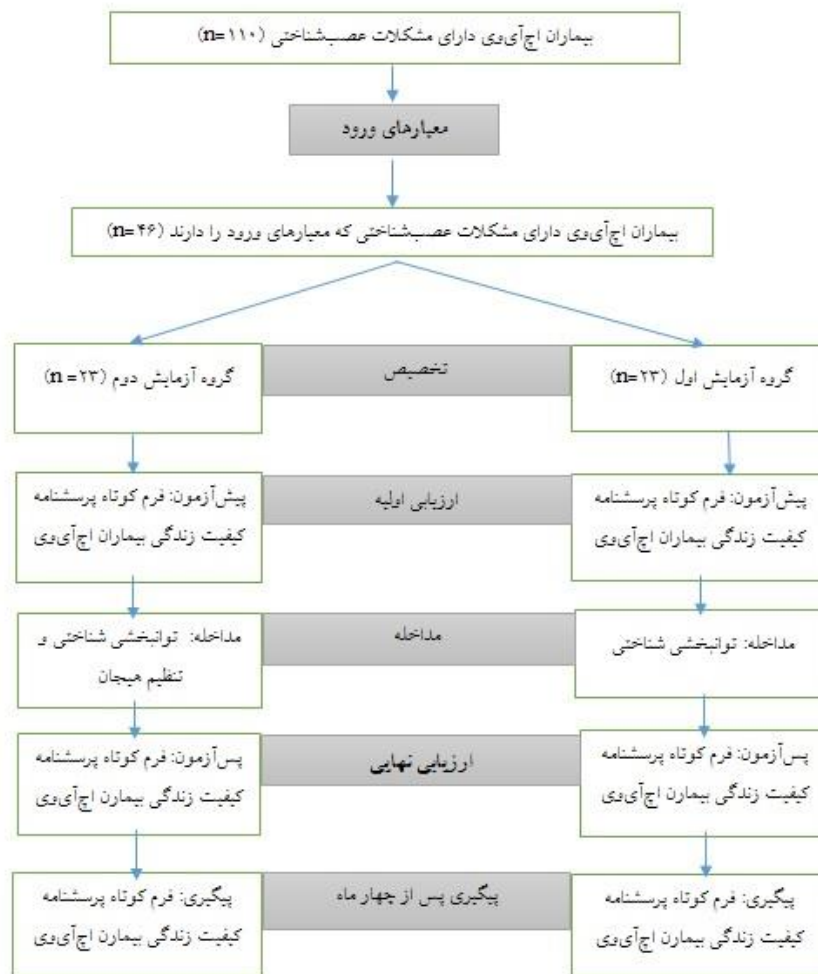 بیماران اچ‌آی‌وی دارای مشکلات عصب‌شناختی (n=۱۱۰)
معیارهای ورود
بیماران اچ‌آی‌وی دارای مشکلات عصب‌شناختی که معیارهای ورود را دارند (n=۴۶)
گروه آزمایش اول (n=۲۳)
تخصیص
گروه آزمایش دوم (n =۲۳)
پیش‌آزمون: فرم کوتاه پرسشنامه
کیفیت زندگی بیماران اچ‌آی‌وی
ارزیابی اولیه
پیش‌آزمون: فرم کوتاه پرسشنامه
کیفیت زندگی بیماران اچ‌آی‌وی
مداخله: توانبخشی شناختی
مداخله
مداخله: توانبخشی شناختی و
تنظیم هیجان
پس‌آزمون: فرم کوتاه پرسشنامه
کیفیت زندگی بیمارن اچ‌آی‌وی
ارزیابی نهایی
پس‌آزمون: فرم کوتاه پرسشنامه
کیفیت زندگی بیمارن اچ‌آی‌وی
پیگیری: فرم کوتاه پرسشنامه
کیفیت زندگی بیمارن اچ‌آی‌وی
پیگیری پس از چهار ماه
پیگیری: فرم کوتاه پرسشنامه
کیفیت زندگی بیمارن اچ‌آی‌وی